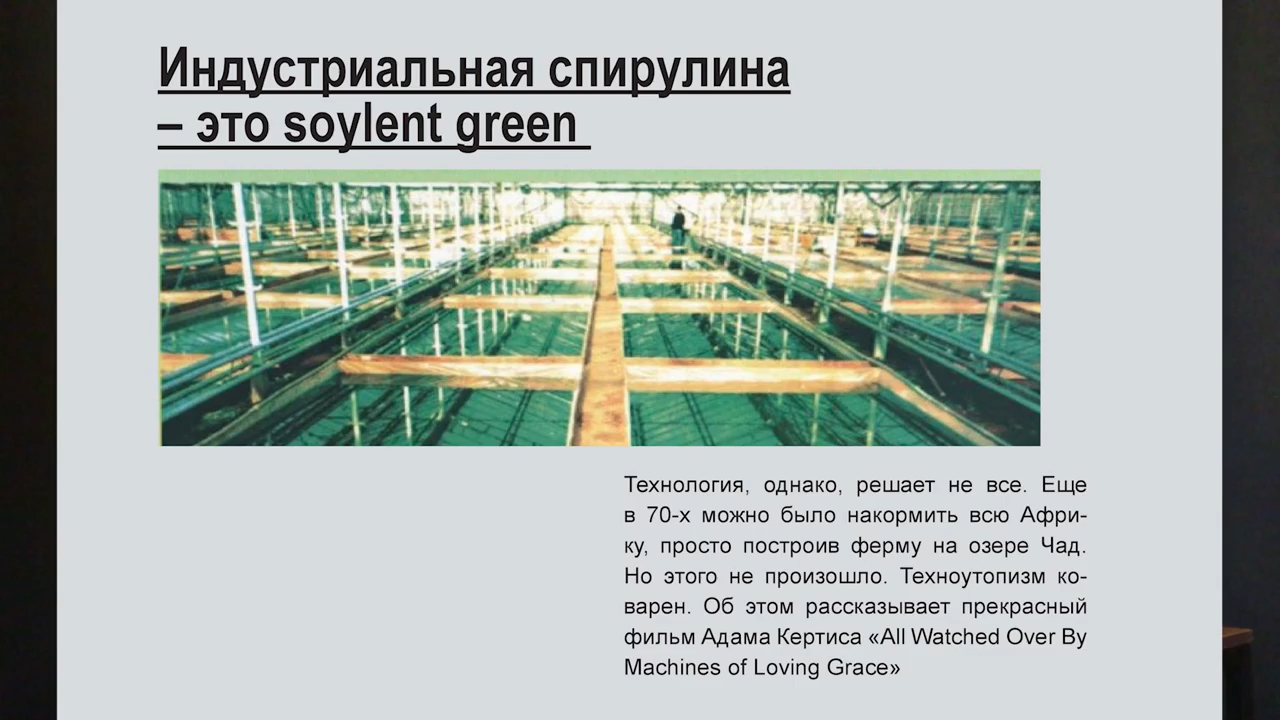 Индустриальная спирулина
– это soylent green
Технология, однако, решает не все. Еще
в 70-х можно было накормить всю Афри-
ку, просто построив ферму на озере Чад.
Но этого не произошло. Техноутопизм ко-
варен. Об этом рассказывает прекрасный
фильм Адама Кертиса «All Watched Over By
Machines of Loving Grace»